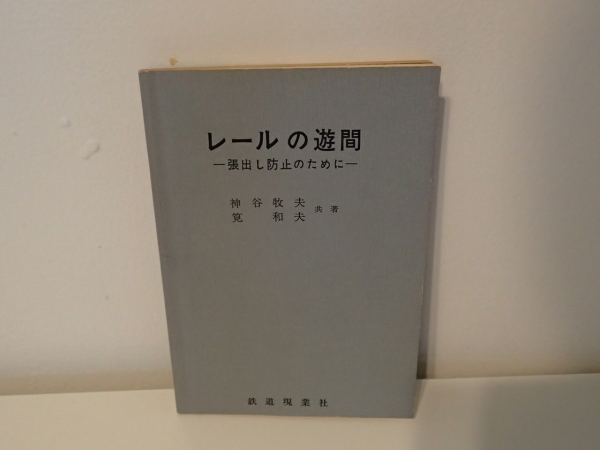 レールの遊間
—張出し防止のために—
神谷牧夫
筧和夫 共著
鉄道現業社